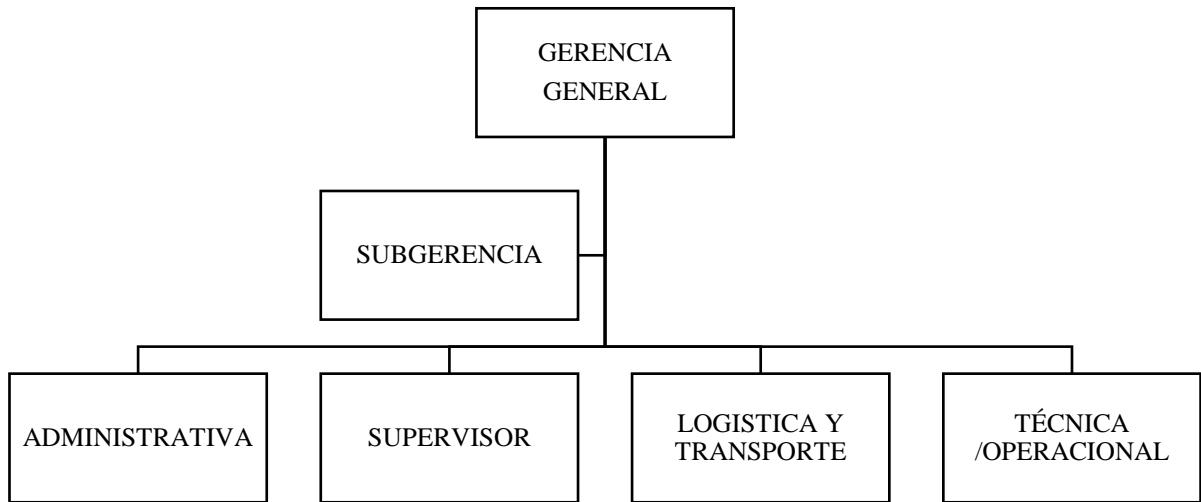 GERENCIA
GENERAL
SUBGERENCIA
ADMINISTRATIVA
SUPERVISOR
LOGISTICA Y
TRANSPORTE
TÉCNICA
/OPERACIONAL